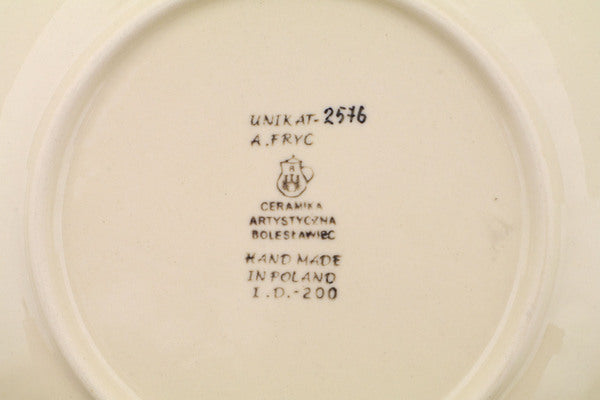 UNIKAT-2576
A.FRYC
CERAMIKA
ARTYSTYCZNA
BOLESŁAWIEC
HAND MADE
IN POLAND
I.D.-200